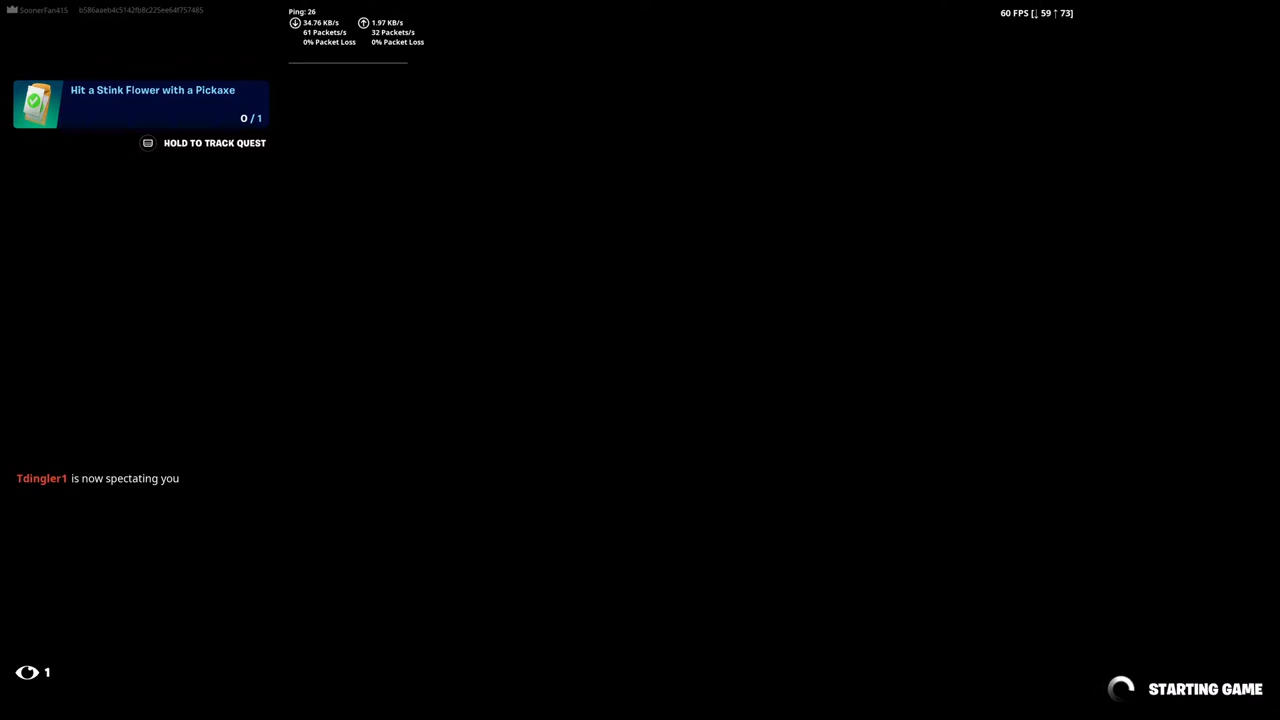 SoonerFan415 b586aaeb4c5142fb8c225ee64f757485
Ping: 26
34.76 KB/s 1.97 KB/s
61 Packets/s 32 Packets/s
0% Packet Loss 0% Packet Loss
60 FPS [↓ 59 ↑ 73]
Hit a Stink Flower with a Pickaxe
0 / 1
HOLD TO TRACK QUEST
Tdingler1 is now spectating you
1
STARTING GAME